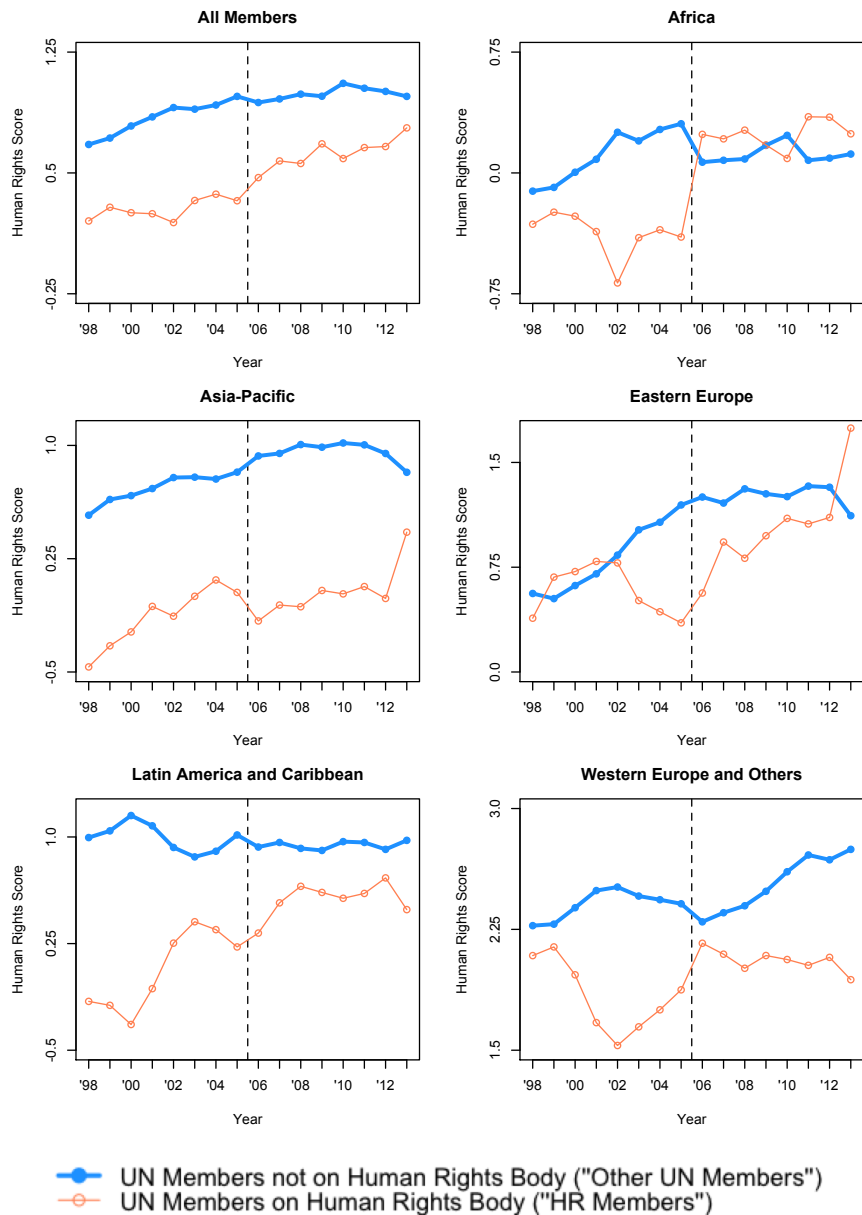 All Members
Human Rights Score
1.25
0.5
-0.25
'98 '00 '02 '04 '06 '08 '10 '12
Year
Africa
Human Rights Score
0.75
0.0
-0.75
'98 '00 '02 '04 '06 '08 '10 '12
Year
Asia-Pacific
Human Rights Score
1.0
0.25
-0.5
'98 '00 '02 '04 '06 '08 '10 '12
Year
Eastern Europe
Human Rights Score
1.5
0.75
0.0
'98 '00 '02 '04 '06 '08 '10 '12
Year
Latin America and Caribbean
Human Rights Score
1.0
0.25
-0.5
'98 '00 '02 '04 '06 '08 '10 '12
Year
Western Europe and Others
Human Rights Score
3.0
2.25
1.5
'98 '00 '02 '04 '06 '08 '10 '12
Year
UN Members not on Human Rights Body ("Other UN Members")
UN Members on Human Rights Body ("HR Members")